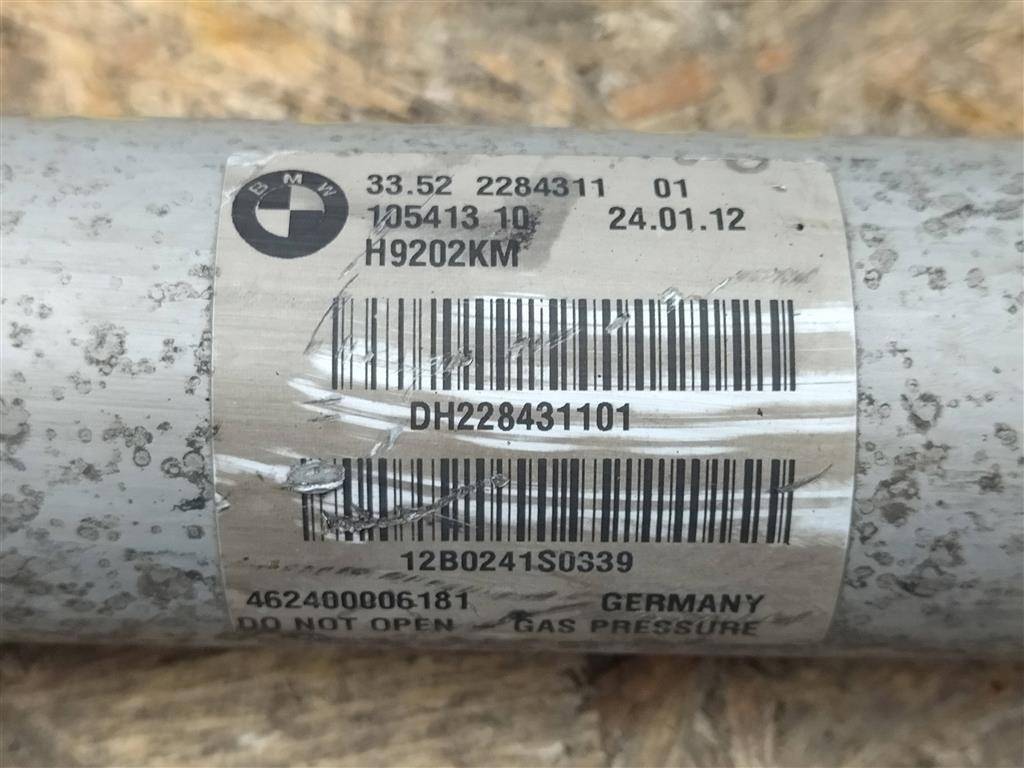 BMW
33.52 2284311 01
105413 10 24.01.12
H9202KM
DH228431101
12B0241S0339
462400006181 GERMANY
DO NOT OPEN GAS PRESSURE